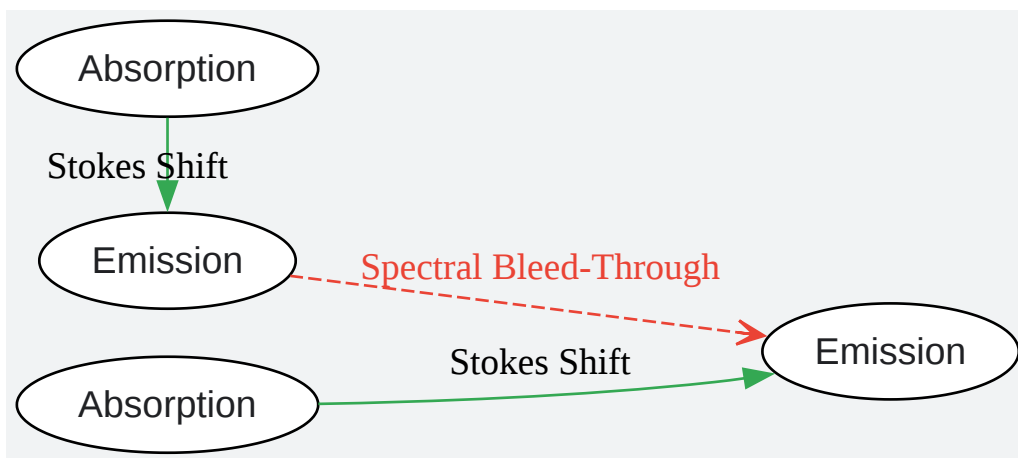 Absorption
Stokes Shift
Emission
Spectral Bleed-Through
Emission
Stokes Shift
Absorption